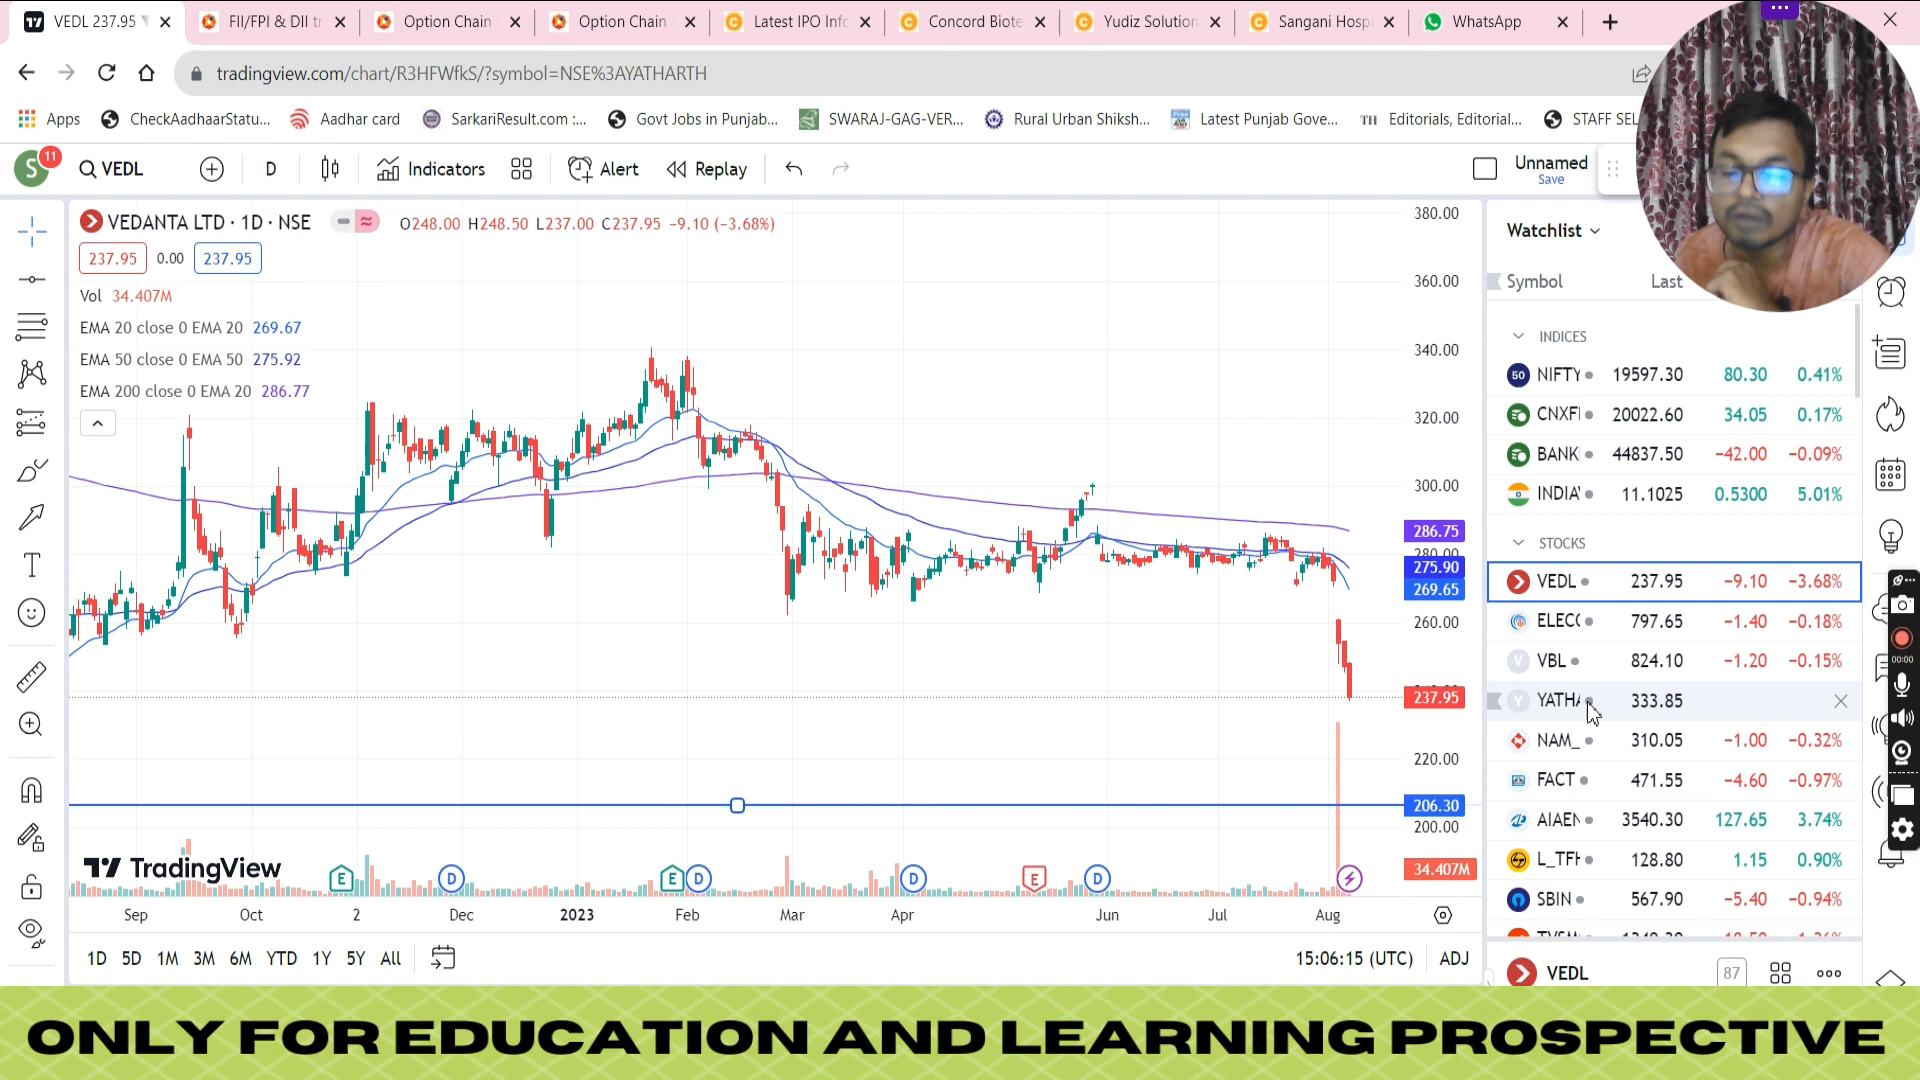 VEDL 237.95
FII/FPI & DII tr
Option Chain
Option Chain
Latest IPO Info
Concord Biote
Yudiz Solution
Sangani Hosp
WhatsApp
tradingview.com/chart/R3HFWfkS/?symbol=NSE%3AYATHARTH
Apps
CheckAadhaarStatu...
Aadhar card
SarkariResult.com :...
Govt Jobs in Punjab...
SWARAJ-GAG-VER...
Rural Urban Shiksh...
Latest Punjab Gove...
TH Editorials, Editorial...
STAFF SEL
S 11
VEDL
D
Indicators
Alert
Replay
Unnamed
Save
VEDANTA LTD · 1D · NSE
O248.00 H248.50 L237.00 C237.95 −9.10 (−3.68%)
237.95 0.00 237.95
Vol 34.407M
EMA 20 close 0 EMA 20 269.67
EMA 50 close 0 EMA 50 275.92
EMA 200 close 0 EMA 20 286.77
380.00
360.00
340.00
320.00
300.00
286.75
280.00
275.90
269.65
260.00
237.95
220.00
206.30
200.00
34.407M
TradingView
E D E D D E D
Sep Oct 2 Dec 2023 Feb Mar Apr Jun Jul Aug
1D 5D 1M 3M 6M YTD 1Y 5Y All
15:06:15 (UTC) ADJ
Watchlist
Symbol Last
INDICES
50 NIFTY 19597.30 80.30 0.41%
CNXFI 20022.60 34.05 0.17%
BANK 44837.50 −42.00 −0.09%
INDIA 11.1025 0.5300 5.01%
STOCKS
VEDL 237.95 −9.10 −3.68%
ELECC 797.65 −1.40 −0.18%
V VBL 824.10 −1.20 −0.15%
Y YATHA 333.85
NAM_ 310.05 −1.00 −0.32%
FACT 471.55 −4.60 −0.97%
AIAEN 3540.30 127.65 3.74%
L_TFH 128.80 1.15 0.90%
SBIN 567.90 −5.40 −0.94%
VEDL 87
00:00
ONLY FOR EDUCATION AND LEARNING PROSPECTIVE